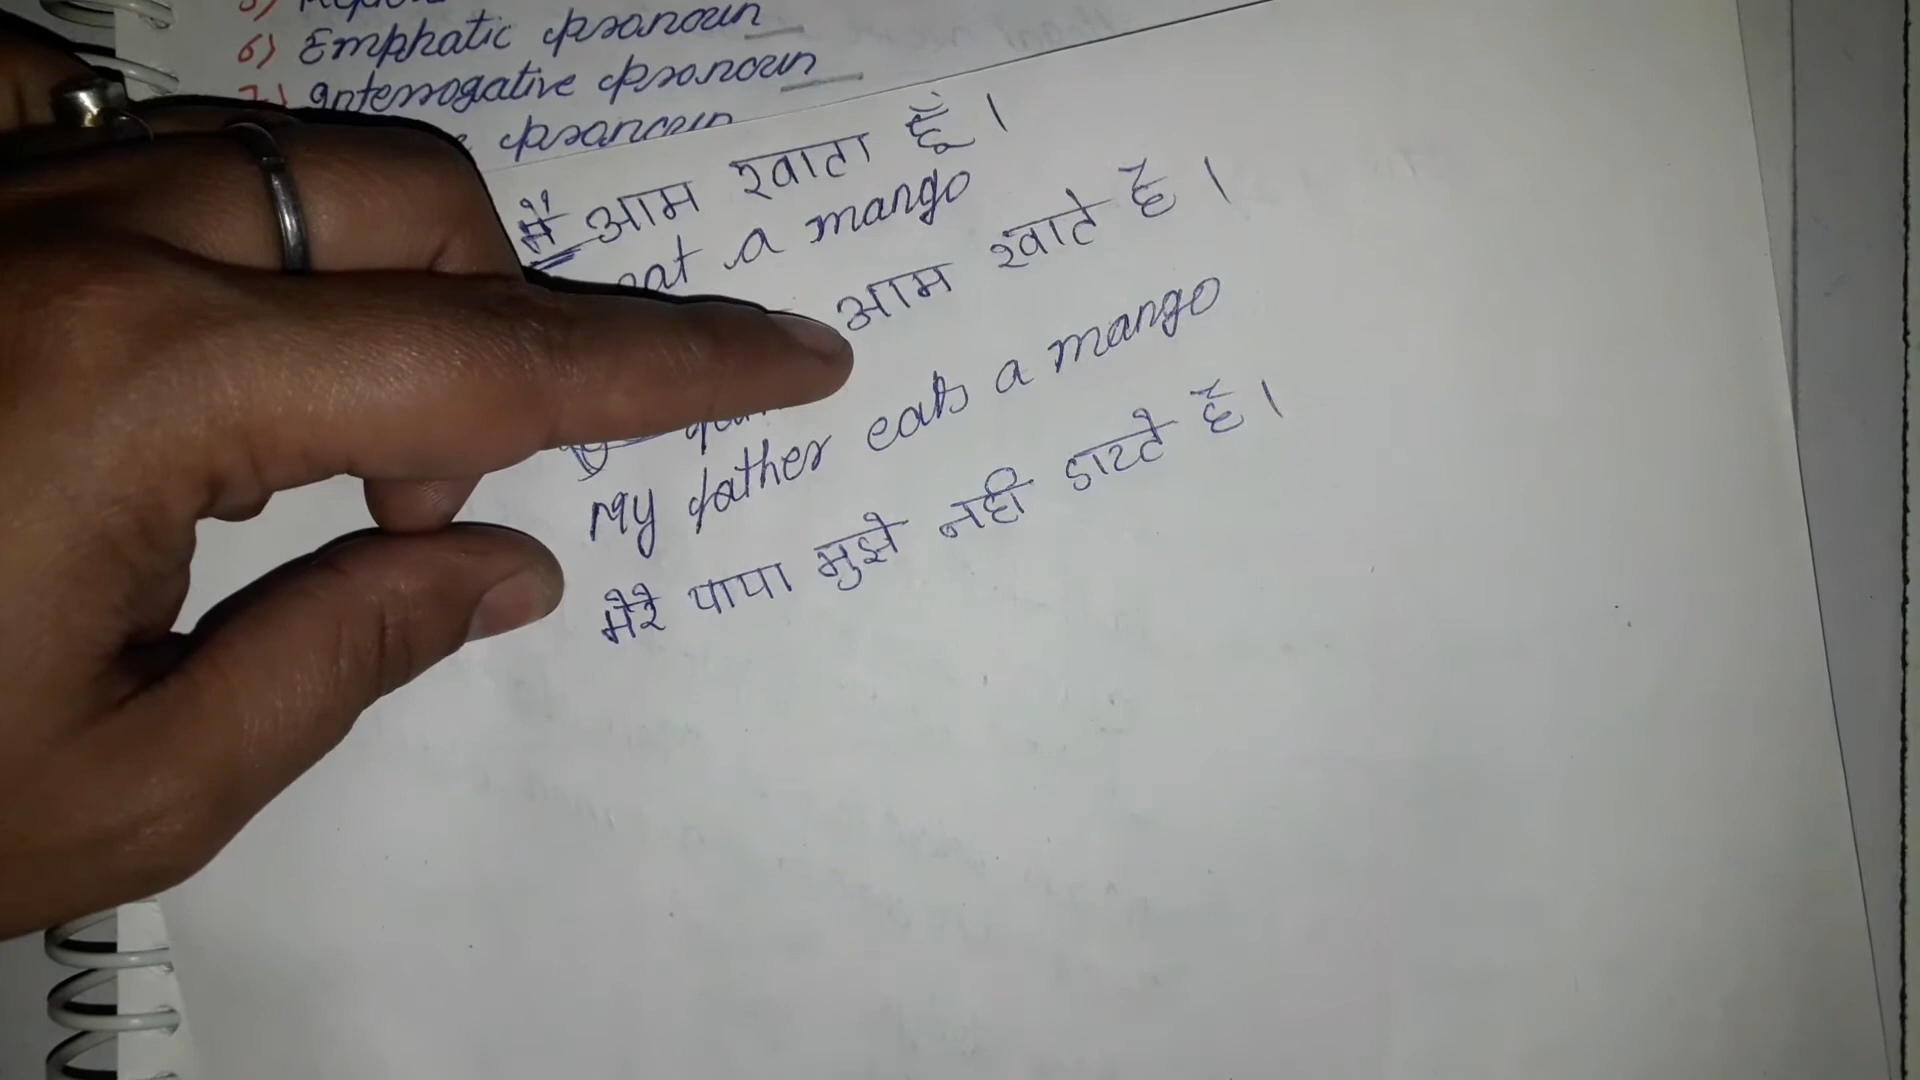 6) Emphatic pronoun
Interrogative pronoun
pronoun
मैं आम खाता हूँ।
eat a mango
आम खाते है।
My father eats a mango
मेरे पापा मुझे नही डाटते है।